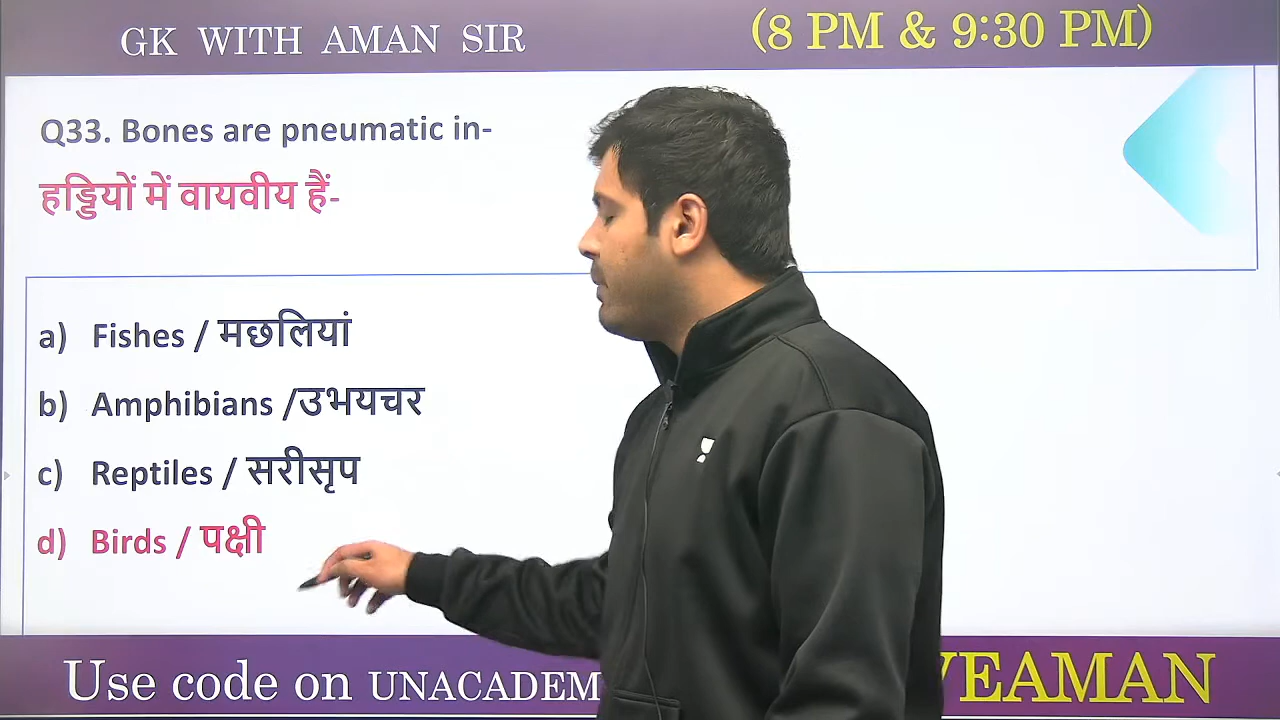 GK WITH AMAN SIR
(8 PM & 9:30 PM)
Q33. Bones are pneumatic in-
हड्डियों में वायवीय हैं-
a) Fishes / मछलियां
b) Amphibians /उभयचर
c) Reptiles / सरीसृप
d) Birds / पक्षी
Use code on UNACADEM
VEAMAN